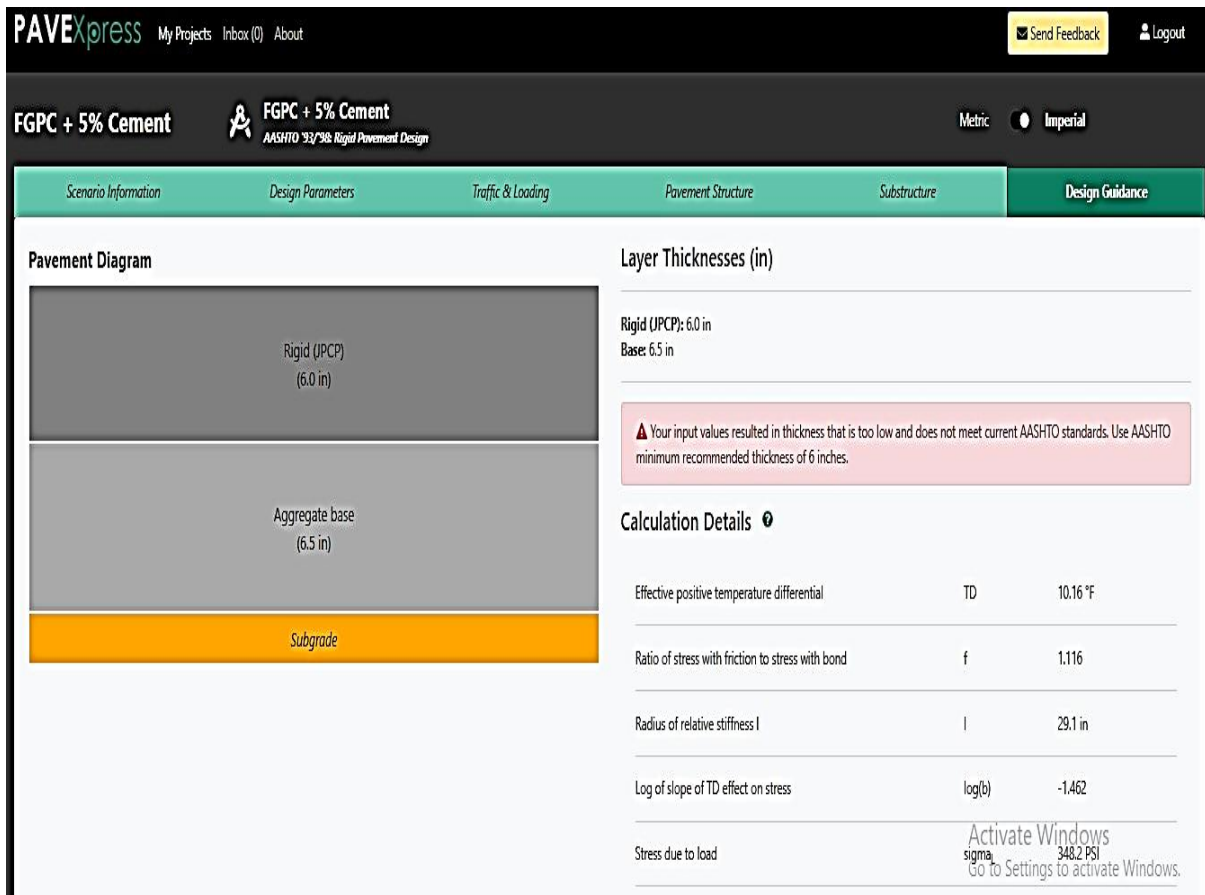 PAVEXpress My Projects Inbox (0) About Send Feedback Logout
FGPC + 5% Cement
FGPC + 5% Cement
AASHTO '93/'98: Rigid Pavement Design
Metric Imperial
Scenario Information Design Parameters Traffic & Loading Pavement Structure Substructure Design Guidance
Pavement Diagram
Rigid (JPCP)
(6.0 in)
Aggregate base
(6.5 in)
Subgrade
Layer Thicknesses (in)
Rigid (JPCP): 6.0 in
Base: 6.5 in
Your input values resulted in thickness that is too low and does not meet current AASHTO standards. Use AASHTO
minimum recommended thickness of 6 inches.
Calculation Details ?
Effective positive temperature differential TD 10.16 °F
Ratio of stress with friction to stress with bond f 1.116
Radius of relative stiffness l l 29.1 in
Log of slope of TD effect on stress log(b) -1.462
Stress due to load sigmaL 348.2 PSI
Activate Windows
Go to Settings to activate Windows.